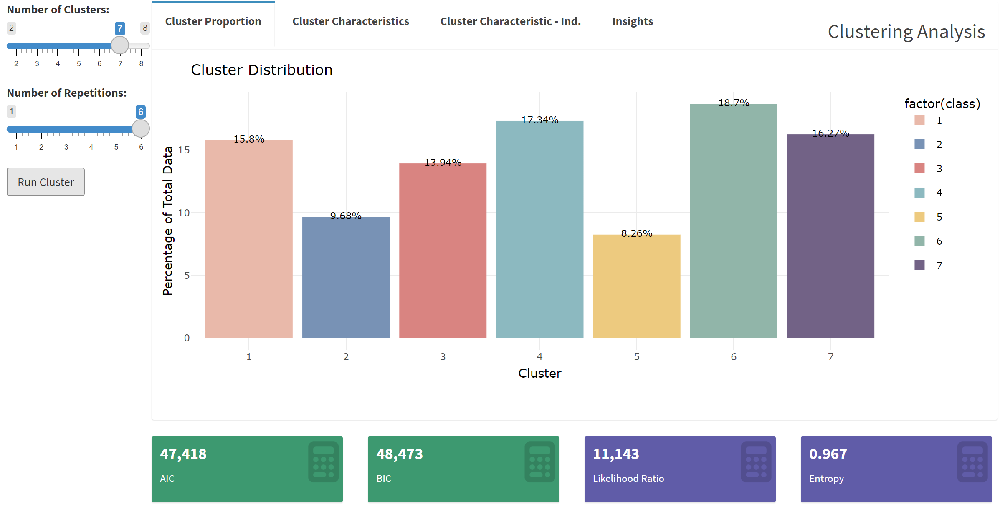 Number of Clusters:
2 7 8
2 3 4 5 6 7 8
Number of Repetitions:
1 6
1 2 3 4 5 6
Run Cluster
Cluster Proportion Cluster Characteristics Cluster Characteristic - Ind. Insights
Clustering Analysis
Cluster Distribution
Percentage of Total Data
15
10
5
0
15.8%
9.68%
13.94%
17.34%
8.26%
18.7%
16.27%
1 2 3 4 5 6 7
Cluster
factor(class)
1
2
3
4
5
6
7
47,418
AIC
48,473
BIC
11,143
Likelihood Ratio
0.967
Entropy